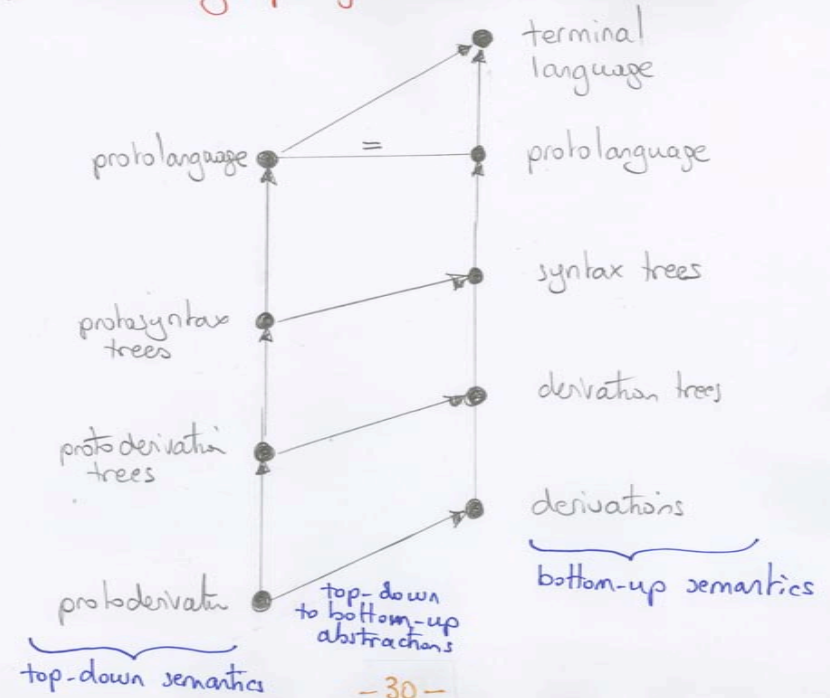 terminal
language
protolanguage
=
protolanguage
syntax trees
protosyntax
trees
derivation trees
protoderivation
trees
derivations
bottom-up semantics
protoderivation
top-down
to bottom-up
abstractions
top-down semantics
- 30 -